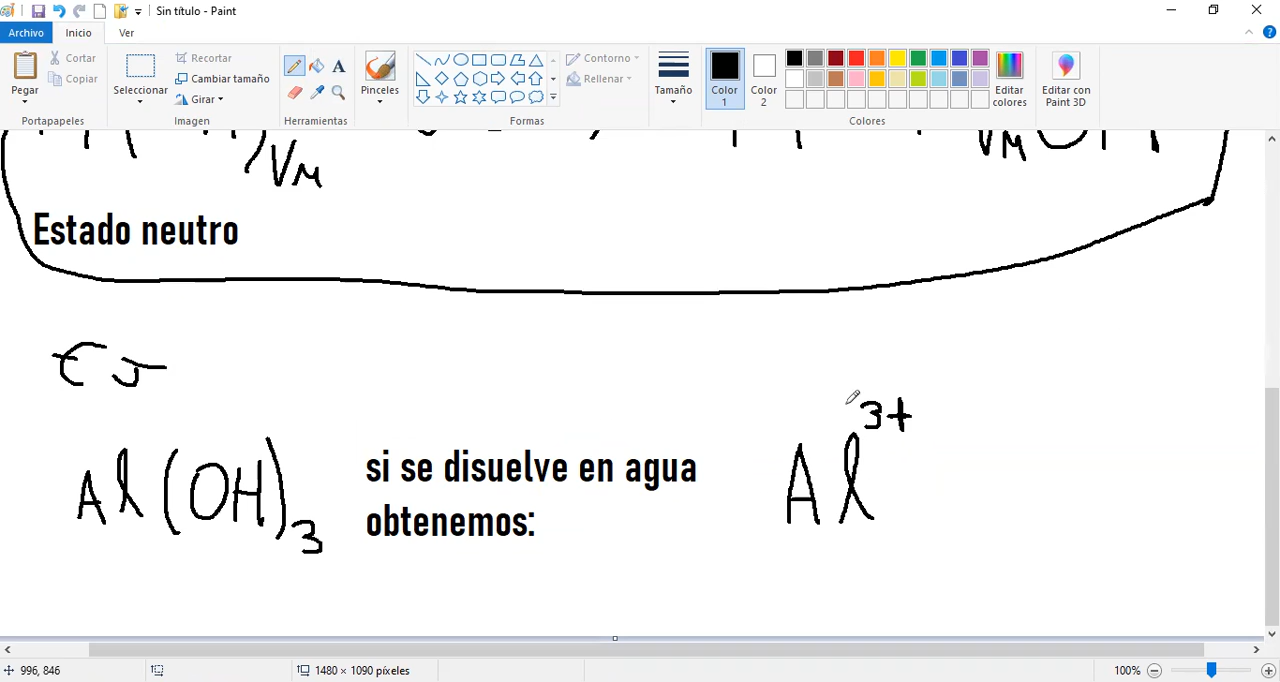 Sin título - Paint
Archivo Inicio Ver
Pegar Cortar Copiar Seleccionar Recortar Cambiar tamaño Girar A Pinceles Contorno Rellenar Tamaño Color 1 Color 2 Editar colores Editar con Paint 3D
Portapapeles Imagen Herramientas Formas Colores
VM
Estado neutro
EJ
Al(OH)3 si se disuelve en agua Al3+
obtenemos:
996, 846 1480 × 1090 píxeles 100%